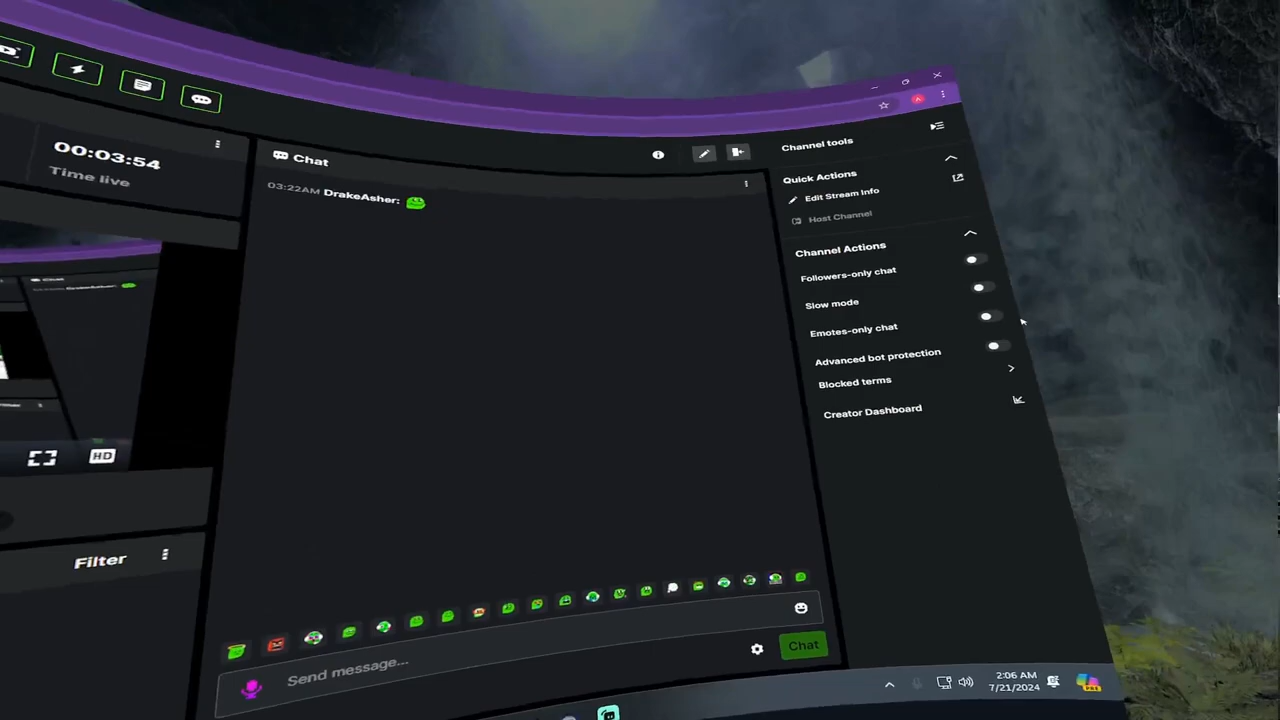 00:03:54
Time live
Chat
03:22AM DrakeAsher:
Chat
HD
Filter
Send message...
Chat
Channel tools
Quick Actions
Edit Stream Info
Host Channel
Channel Actions
Followers-only chat
Slow mode
Emotes-only chat
Advanced bot protection
Blocked terms
Creator Dashboard
2:06 AM
7/21/2024
PRE